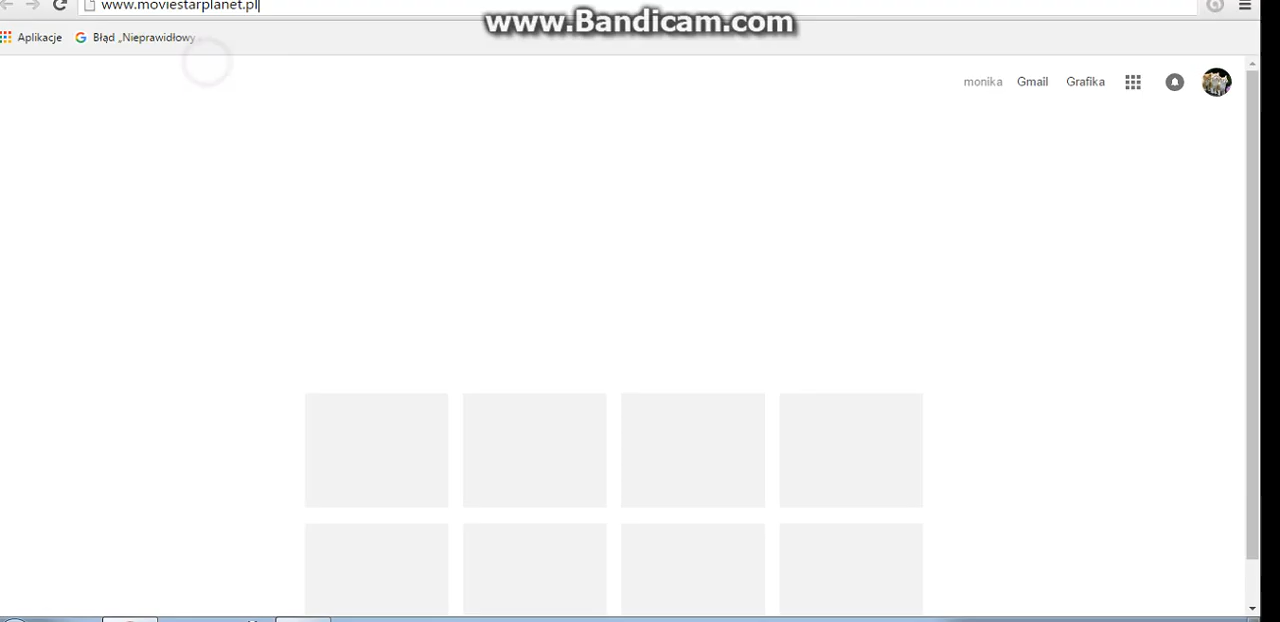 www.moviestarplanet.pl
www.Bandicam.com
Aplikacje Błąd „Nieprawidłowy
monika Gmail Grafika